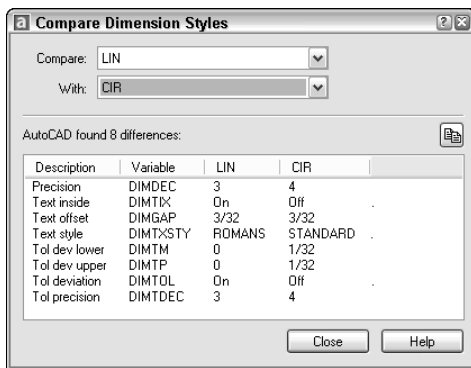 Compare Dimension Styles
Compare: LIN
With: CIR
AutoCAD found 8 differences:
Description Variable LIN CIR
Precision DIMDEC 3 4
Text inside DIMTIX On Off
Text offset DIMGAP 3/32 3/32
Text style DIMTXSTY ROMANS STANDARD
Tol dev lower DIMTM 0 1/32
Tol dev upper DIMTP 0 1/32
Tol deviation DIMTOL On Off
Tol precision DIMTDEC 3 4
Close Help